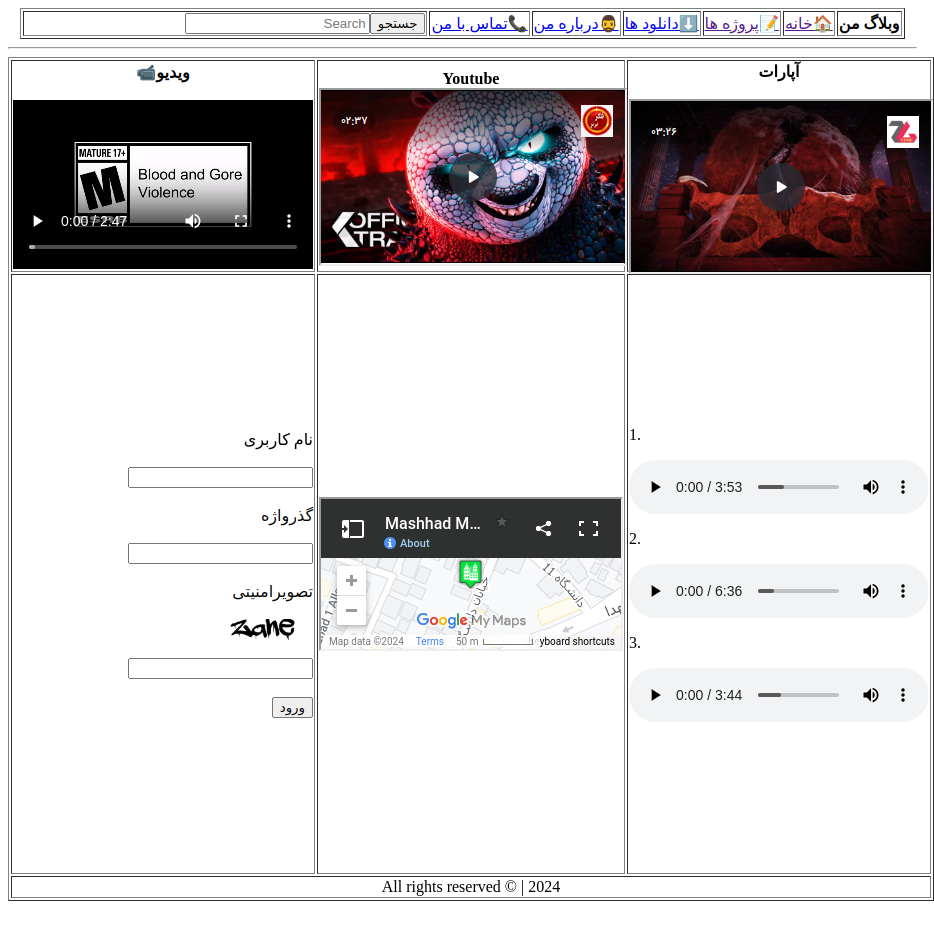 وبلاگ من 🏠خانه 📝پروژه ها ⬇️دانلود ها 🧔درباره من 📞تماس با من جستجو Search
آپارات
۰۳:۲۶
Youtube
۰۲:۳۷
OFFIC
TRA
ویدیو📹
MATURE 17+
M
Blood and Gore
Violence
0:00 / 2:47
1.
0:00 / 3:53
2.
0:00 / 6:36
3.
0:00 / 3:44
Mashhad M...
About
دانشگاه 11
Google My Maps
Map data ©2024 Terms 50 m yboard shortcuts
نام کاربری
گذرواژه
تصویرامنیتی
ورود
All rights reserved © | 2024